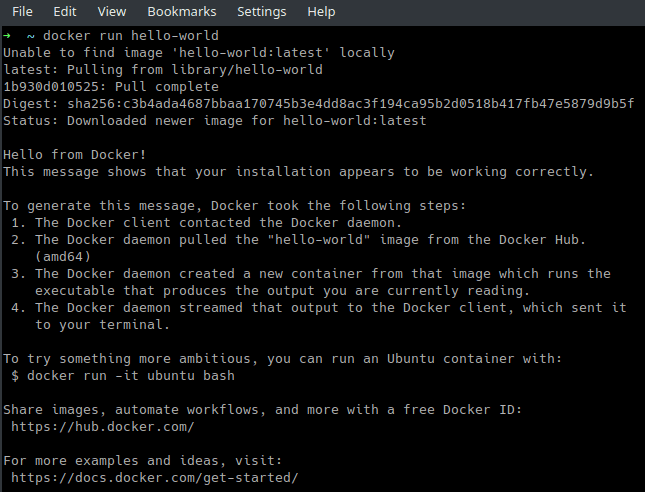 File Edit View Bookmarks Settings Help
➜ ~ docker run hello-world
Unable to find image 'hello-world:latest' locally
latest: Pulling from library/hello-world
1b930d010525: Pull complete
Digest: sha256:c3b4ada4687bbaa170745b3e4dd8ac3f194ca95b2d0518b417fb47e5879d9b5f
Status: Downloaded newer image for hello-world:latest

Hello from Docker!
This message shows that your installation appears to be working correctly.

To generate this message, Docker took the following steps:
 1. The Docker client contacted the Docker daemon.
 2. The Docker daemon pulled the "hello-world" image from the Docker Hub.
    (amd64)
 3. The Docker daemon created a new container from that image which runs the
    executable that produces the output you are currently reading.
 4. The Docker daemon streamed that output to the Docker client, which sent it
    to your terminal.

To try something more ambitious, you can run an Ubuntu container with:
 $ docker run -it ubuntu bash

Share images, automate workflows, and more with a free Docker ID:
 https://hub.docker.com/

For more examples and ideas, visit:
 https://docs.docker.com/get-started/